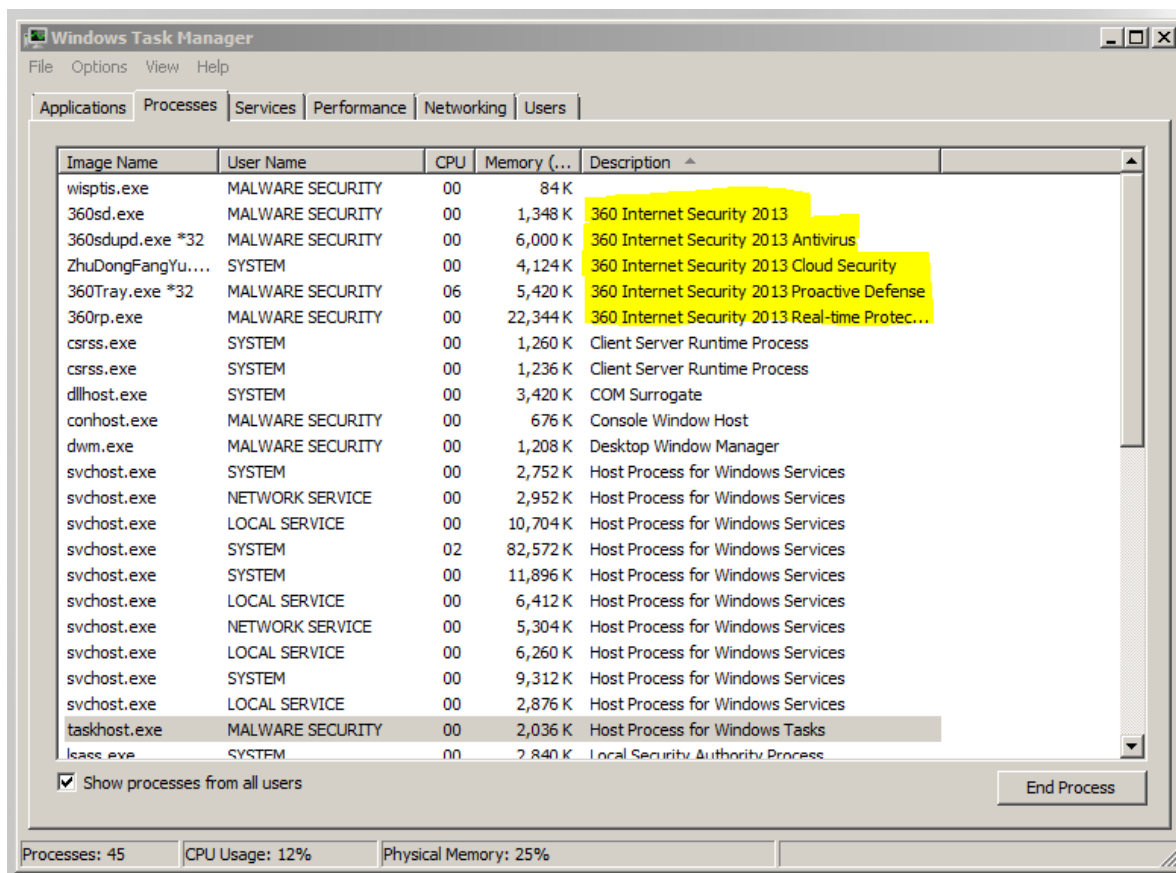 Windows Task Manager
File Options View Help
Applications Processes Services Performance Networking Users
Image Name User Name CPU Memory (... Description
wisptis.exe MALWARE SECURITY 00 84 K
360sd.exe MALWARE SECURITY 00 1,348 K 360 Internet Security 2013
360sdupd.exe *32 MALWARE SECURITY 00 6,000 K 360 Internet Security 2013 Antivirus
ZhuDongFangYu.... SYSTEM 00 4,124 K 360 Internet Security 2013 Cloud Security
360Tray.exe *32 MALWARE SECURITY 06 5,420 K 360 Internet Security 2013 Proactive Defense
360rp.exe MALWARE SECURITY 00 22,344 K 360 Internet Security 2013 Real-time Protec...
csrss.exe SYSTEM 00 1,260 K Client Server Runtime Process
csrss.exe SYSTEM 00 1,236 K Client Server Runtime Process
dllhost.exe SYSTEM 00 3,420 K COM Surrogate
conhost.exe MALWARE SECURITY 00 676 K Console Window Host
dwm.exe MALWARE SECURITY 00 1,208 K Desktop Window Manager
svchost.exe SYSTEM 00 2,752 K Host Process for Windows Services
svchost.exe NETWORK SERVICE 00 2,952 K Host Process for Windows Services
svchost.exe LOCAL SERVICE 00 10,704 K Host Process for Windows Services
svchost.exe SYSTEM 02 82,572 K Host Process for Windows Services
svchost.exe SYSTEM 00 11,896 K Host Process for Windows Services
svchost.exe LOCAL SERVICE 00 6,412 K Host Process for Windows Services
svchost.exe NETWORK SERVICE 00 5,304 K Host Process for Windows Services
svchost.exe LOCAL SERVICE 00 6,260 K Host Process for Windows Services
svchost.exe SYSTEM 00 9,312 K Host Process for Windows Services
svchost.exe LOCAL SERVICE 00 2,876 K Host Process for Windows Services
taskhost.exe MALWARE SECURITY 00 2,036 K Host Process for Windows Tasks
lsass.exe SYSTEM 00 2,840 K Local Security Authority Process
Show processes from all users
End Process
Processes: 45 CPU Usage: 12% Physical Memory: 25%